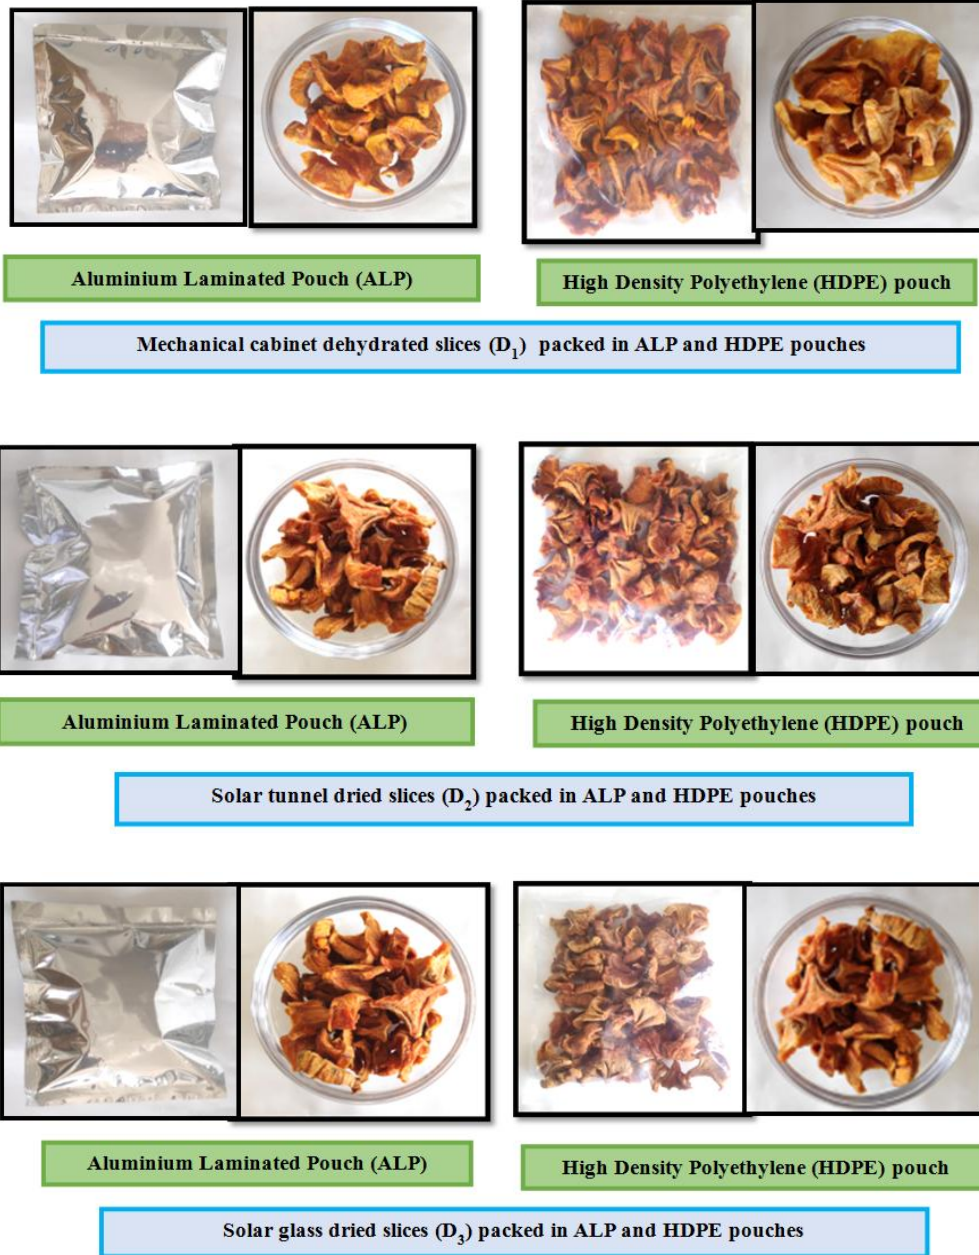 Aluminium Laminated Pouch (ALP)
High Density Polyethylene (HDPE) pouch
Mechanical cabinet dehydrated slices (D₁) packed in ALP and HDPE pouches
Aluminium Laminated Pouch (ALP)
High Density Polyethylene (HDPE) pouch
Solar tunnel dried slices (D₂) packed in ALP and HDPE pouches
Aluminium Laminated Pouch (ALP)
High Density Polyethylene (HDPE) pouch
Solar glass dried slices (D₃) packed in ALP and HDPE pouches